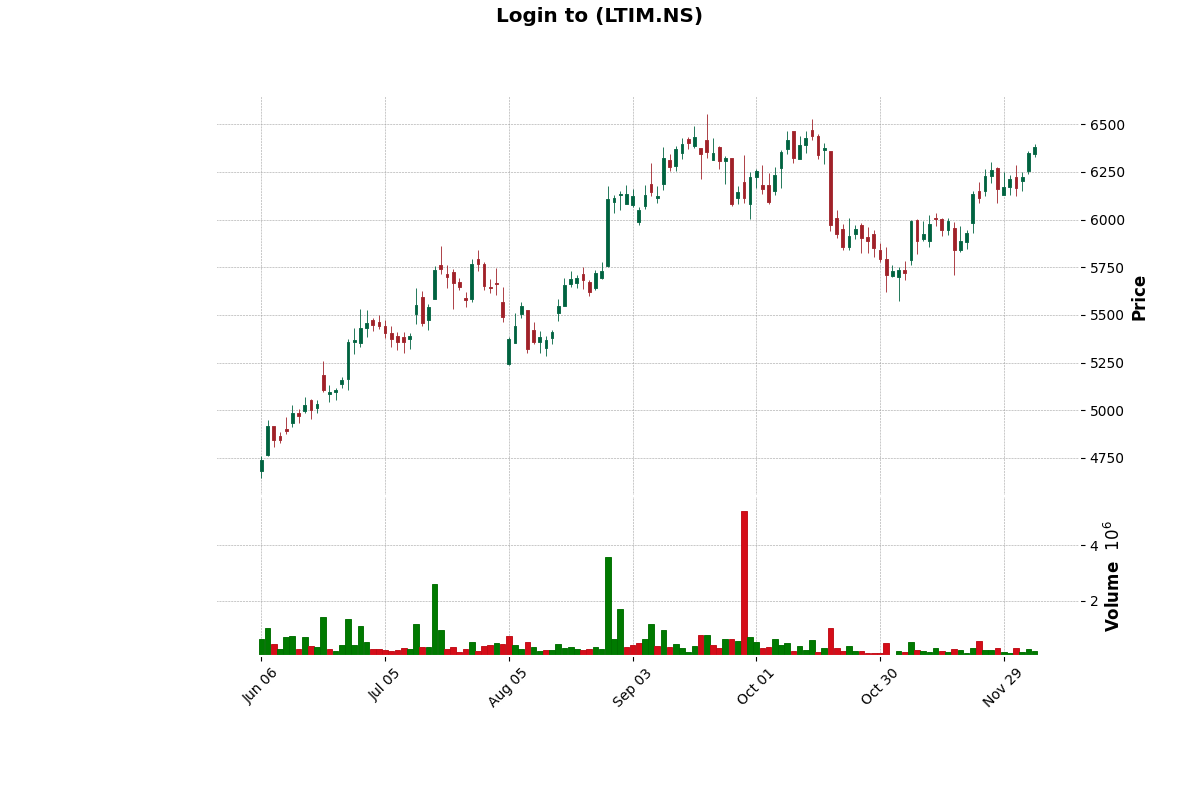 Login to (LTIM.NS)
6500
6250
6000
5750
5500
5250
5000
4750
Price
4
2
Volume 10^6
Jun 06
Jul 05
Aug 05
Sep 03
Oct 01
Oct 30
Nov 29